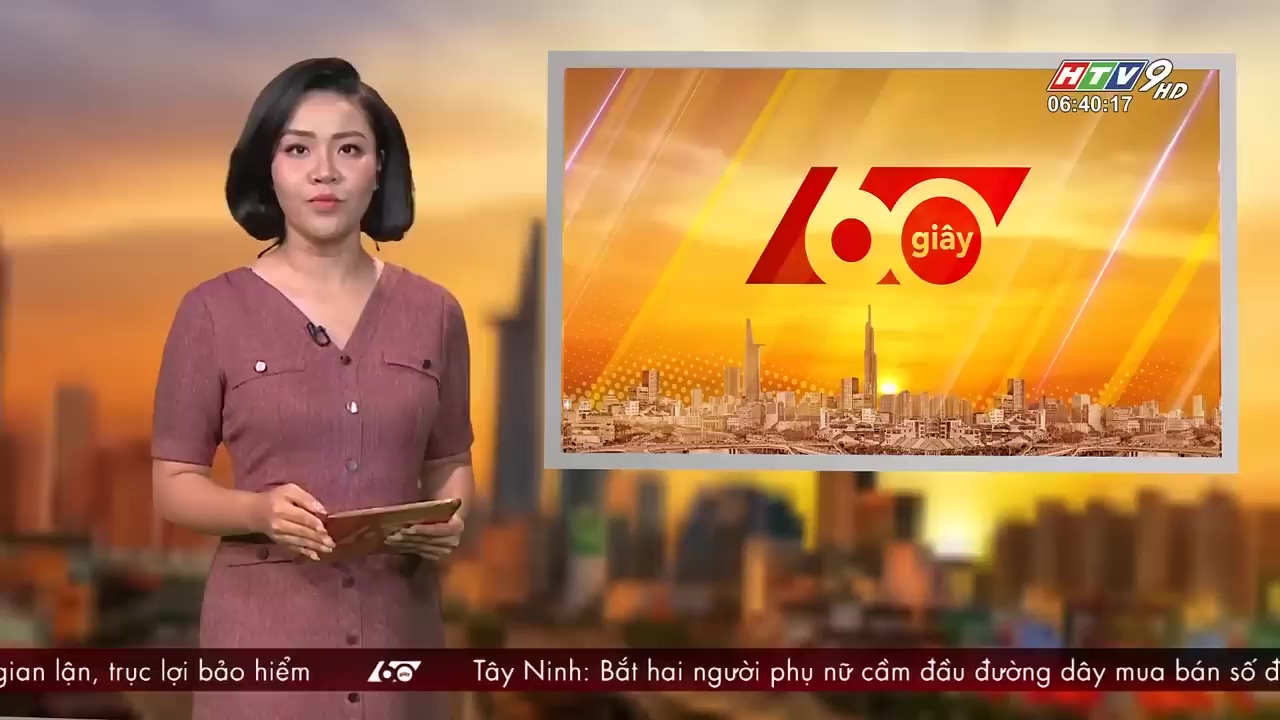 HTV9 HD
06:40:17
60 giây
gian lận, trục lợi bảo hiểm 60 giây Tây Ninh: Bắt hai người phụ nữ cầm đầu đường dây mua bán số đ